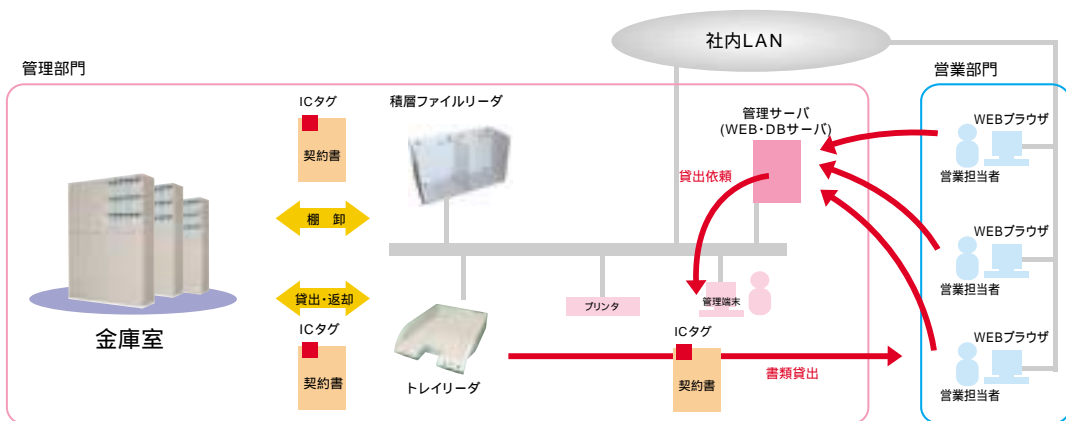 社内LAN
管理部門
営業部門
ICタグ
契約書
積層ファイルリーダ
管理サーバ
(WEB・DBサーバ)
WEBブラウザ
営業担当者
貸出依頼
棚 卸
WEBブラウザ
営業担当者
貸出・返却
プリンタ
管理端末
金庫室
ICタグ
契約書
トレイリーダ
ICタグ
契約書
書類貸出
WEBブラウザ
営業担当者